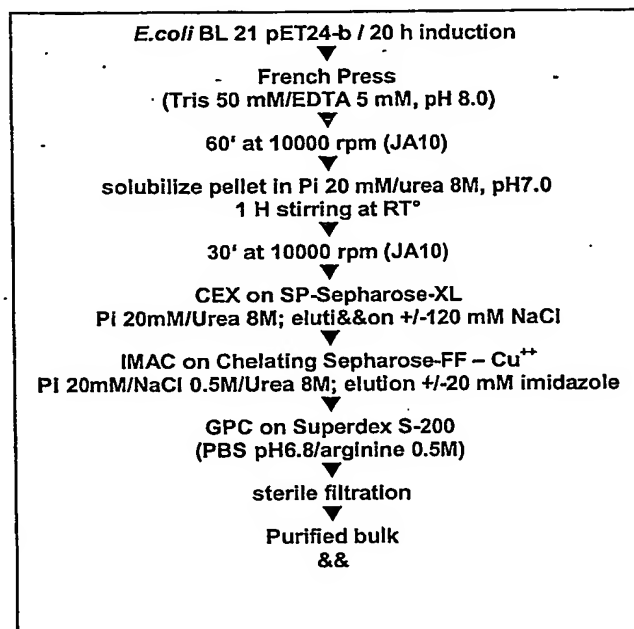 E.coli BL 21 pET24-b / 20 h induction
French Press
(Tris 50 mM/EDTA 5 mM, pH 8.0)
60' at 10000 rpm (JA10)
solubilize pellet in Pi 20 mM/urea 8M, pH7.0
1 H stirring at RT°
30' at 10000 rpm (JA10)
CEX on SP-Sepharose-XL
Pi 20mM/Urea 8M; eluti&&on +/-120 mM NaCl
IMAC on Chelating Sepharose-FF – Cu⁺⁺
Pi 20mM/NaCl 0.5M/Urea 8M; elution +/-20 mM imidazole
GPC on Superdex S-200
(PBS pH6.8/arginine 0.5M)
sterile filtration
Purified bulk
&&